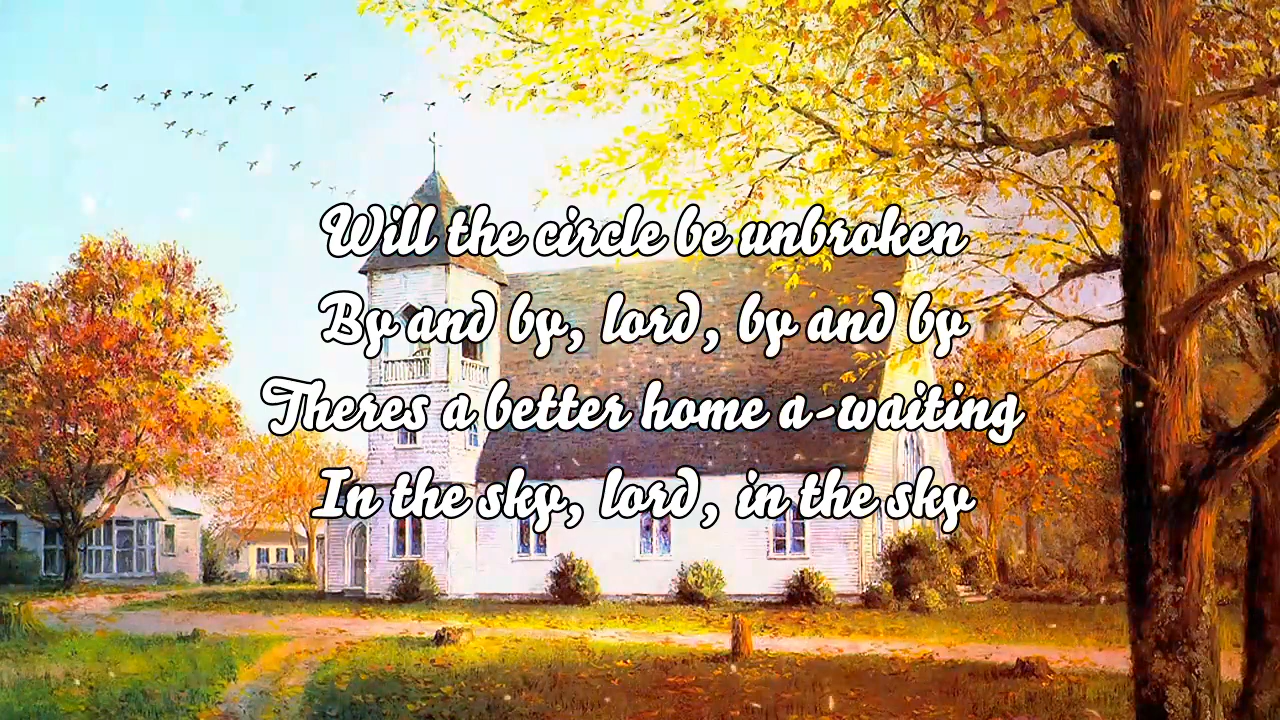 Will the circle be unbroken
By and by, lord, by and by
Theres a better home a-waiting
In the sky, lord, in the sky